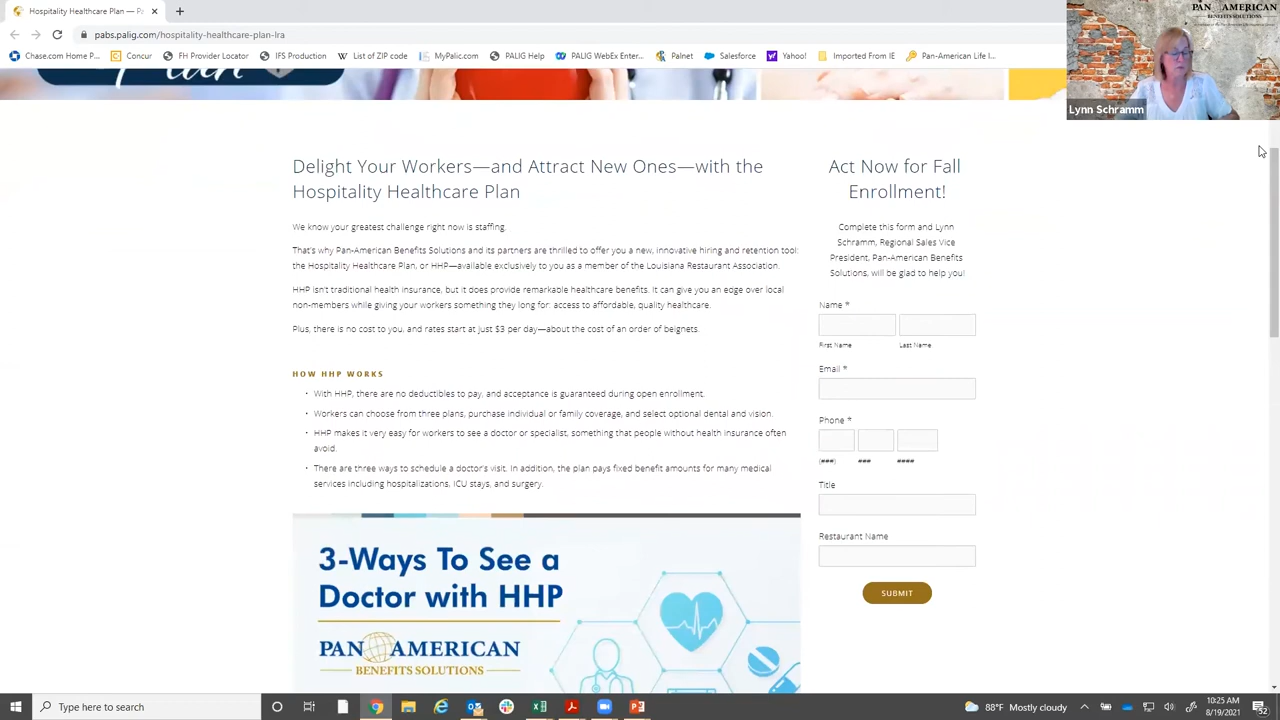 Hospitality Healthcare Plan — Pa
pabs.palig.com/hospitality-healthcare-plan-lra
Chase.com Home P...
Concur
FH Provider Locator
IFS Production
List of ZIP code
MyPalic.com
PALIG Help
PALIG WebEx Enter...
Palnet
Salesforce
Yahoo!
Imported From IE
Pan-American Life I...
PAN AMERICAN
BENEFITS SOLUTIONS
Lynn Schramm
Plan
Delight Your Workers—and Attract New Ones—with the
Hospitality Healthcare Plan
We know your greatest challenge right now is staffing.
That's why Pan-American Benefits Solutions and its partners are thrilled to offer you a new, innovative hiring and retention tool:
the Hospitality Healthcare Plan, or HHP—available exclusively to you as a member of the Louisiana Restaurant Association.
HHP isn't traditional health insurance, but it does provide remarkable healthcare benefits. It can give you an edge over local
non-members while giving your workers something they long for: access to affordable, quality healthcare.
Plus, there is no cost to you, and rates start at just $3 per day—about the cost of an order of beignets.
HOW HHP WORKS
• With HHP, there are no deductibles to pay, and acceptance is guaranteed during open enrollment.
• Workers can choose from three plans, purchase individual or family coverage, and select optional dental and vision.
• HHP makes it very easy for workers to see a doctor or specialist, something that people without health insurance often
avoid.
• There are three ways to schedule a doctor's visit. In addition, the plan pays fixed benefit amounts for many medical
services including hospitalizations, ICU stays, and surgery.
3-Ways To See a
Doctor with HHP
PAN AMERICAN
BENEFITS SOLUTIONS
Act Now for Fall
Enrollment!
Complete this form and Lynn
Schramm, Regional Sales Vice
President, Pan-American Benefits
Solutions, will be glad to help you!
Name *
First Name
Last Name
Email *
Phone *
(###)
###
####
Title
Restaurant Name
SUBMIT
Type here to search
88°F Mostly cloudy
10:25 AM
8/19/2021
52